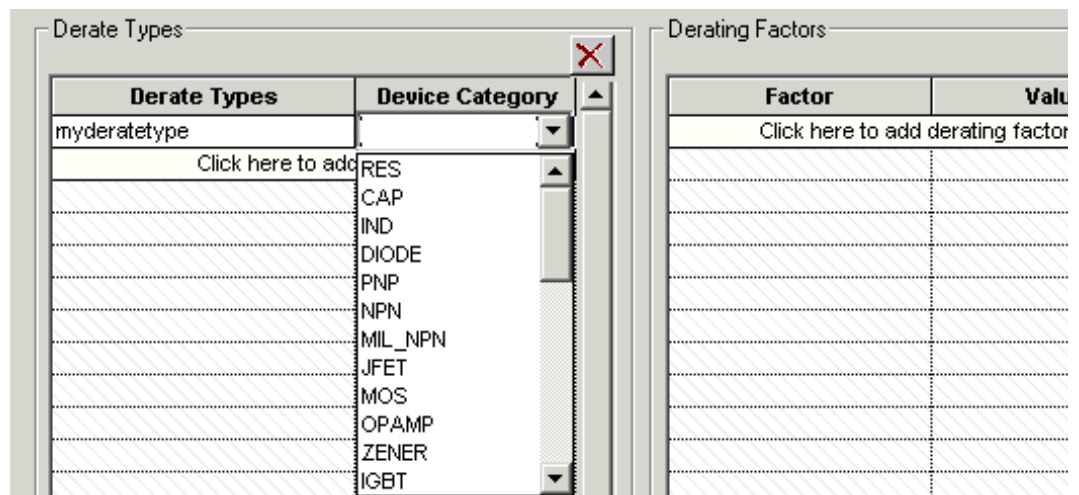 Derate Types
Derating Factors
Derate Types Device Category
Factor Valu
myderatetype
Click here to add derating factor
Click here to add
RES
CAP
IND
DIODE
PNP
NPN
MIL_NPN
JFET
MOS
OPAMP
ZENER
IGBT